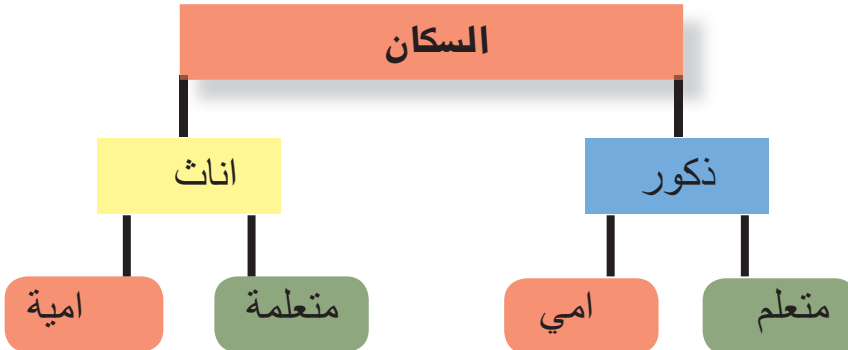 السكان
ذكور
اناث
متعلم
امي
متعلمة
امية